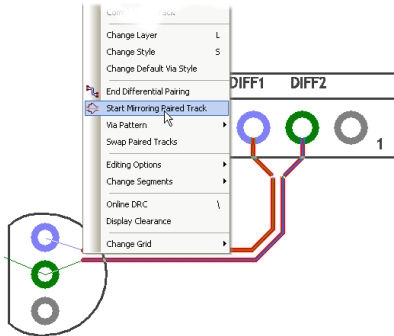 Change Layer L
Change Style S
Change Default Via Style
End Differential Pairing
Start Mirroring Paired Track
Via Pattern
Swap Paired Tracks
Editing Options
Change Segments
Online DRC \
Display Clearance
Change Grid
DIFF1 DIFF2
1